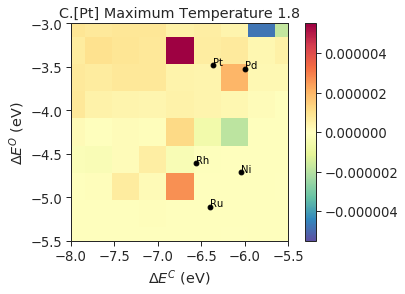 C.[Pt] Maximum Temperature 1.8
−3.0
−3.5
−4.0
−4.5
−5.0
−5.5
ΔE^O (eV)
Pt
Pd
Rh
Ni
Ru
−8.0 −7.5 −7.0 −6.5 −6.0 −5.5
ΔE^C (eV)
0.000004
0.000002
0.000000
−0.000002
−0.000004